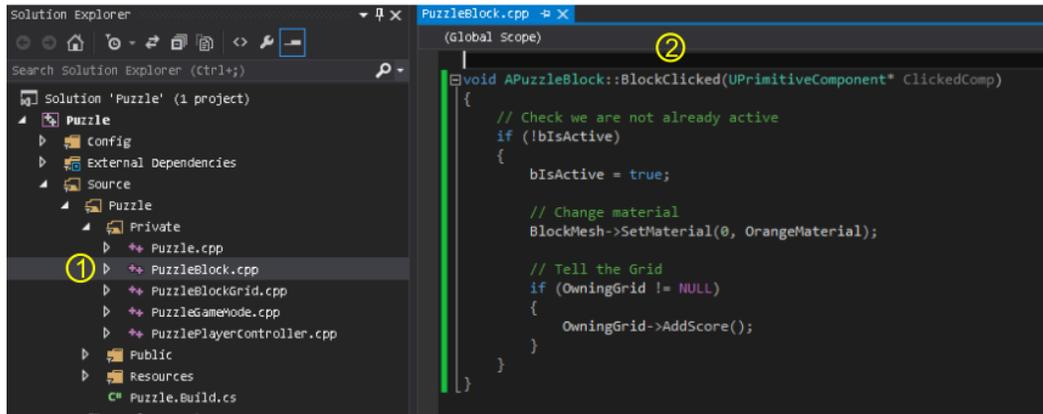 Solution Explorer
Search Solution Explorer (Ctrl+;)
Solution 'Puzzle' (1 project)
Puzzle
Config
External Dependencies
Source
Puzzle
Private
Puzzle.cpp
1
PuzzleBlock.cpp
PuzzleBlockGrid.cpp
PuzzleGameMode.cpp
PuzzlePlayerController.cpp
Public
Resources
C# Puzzle.Build.cs
PuzzleBlock.cpp
(Global Scope)
2
void APuzzleBlock::BlockClicked(UPrimitiveComponent* ClickedComp)
{
// Check we are not already active
if (!bIsActive)
{
bIsActive = true;
// Change material
BlockMesh->SetMaterial(0, OrangeMaterial);
// Tell the Grid
if (OwningGrid != NULL)
{
OwningGrid->AddScore();
}
}
}